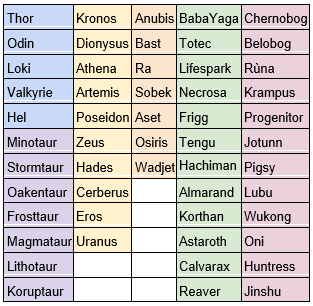 Thor Kronos Anubis BabaYaga Chernobog
Odin Dionysus Bast Totec Belobog
Loki Athena Ra Lifespark Rùna
Valkyrie Artemis Sobek Necrosa Krampus
Hel Poseidon Aset Frigg Progenitor
Minotaur Zeus Osiris Tengu Jotunn
Stormtaur Hades Wadjet Hachiman Pigsy
Oakentaur Cerberus Almarand Lubu
Frosttaur Eros Korthan Wukong
Magmataur Uranus Astaroth Oni
Lithotaur Calvarax Huntress
Koruptaur Reaver Jinshu